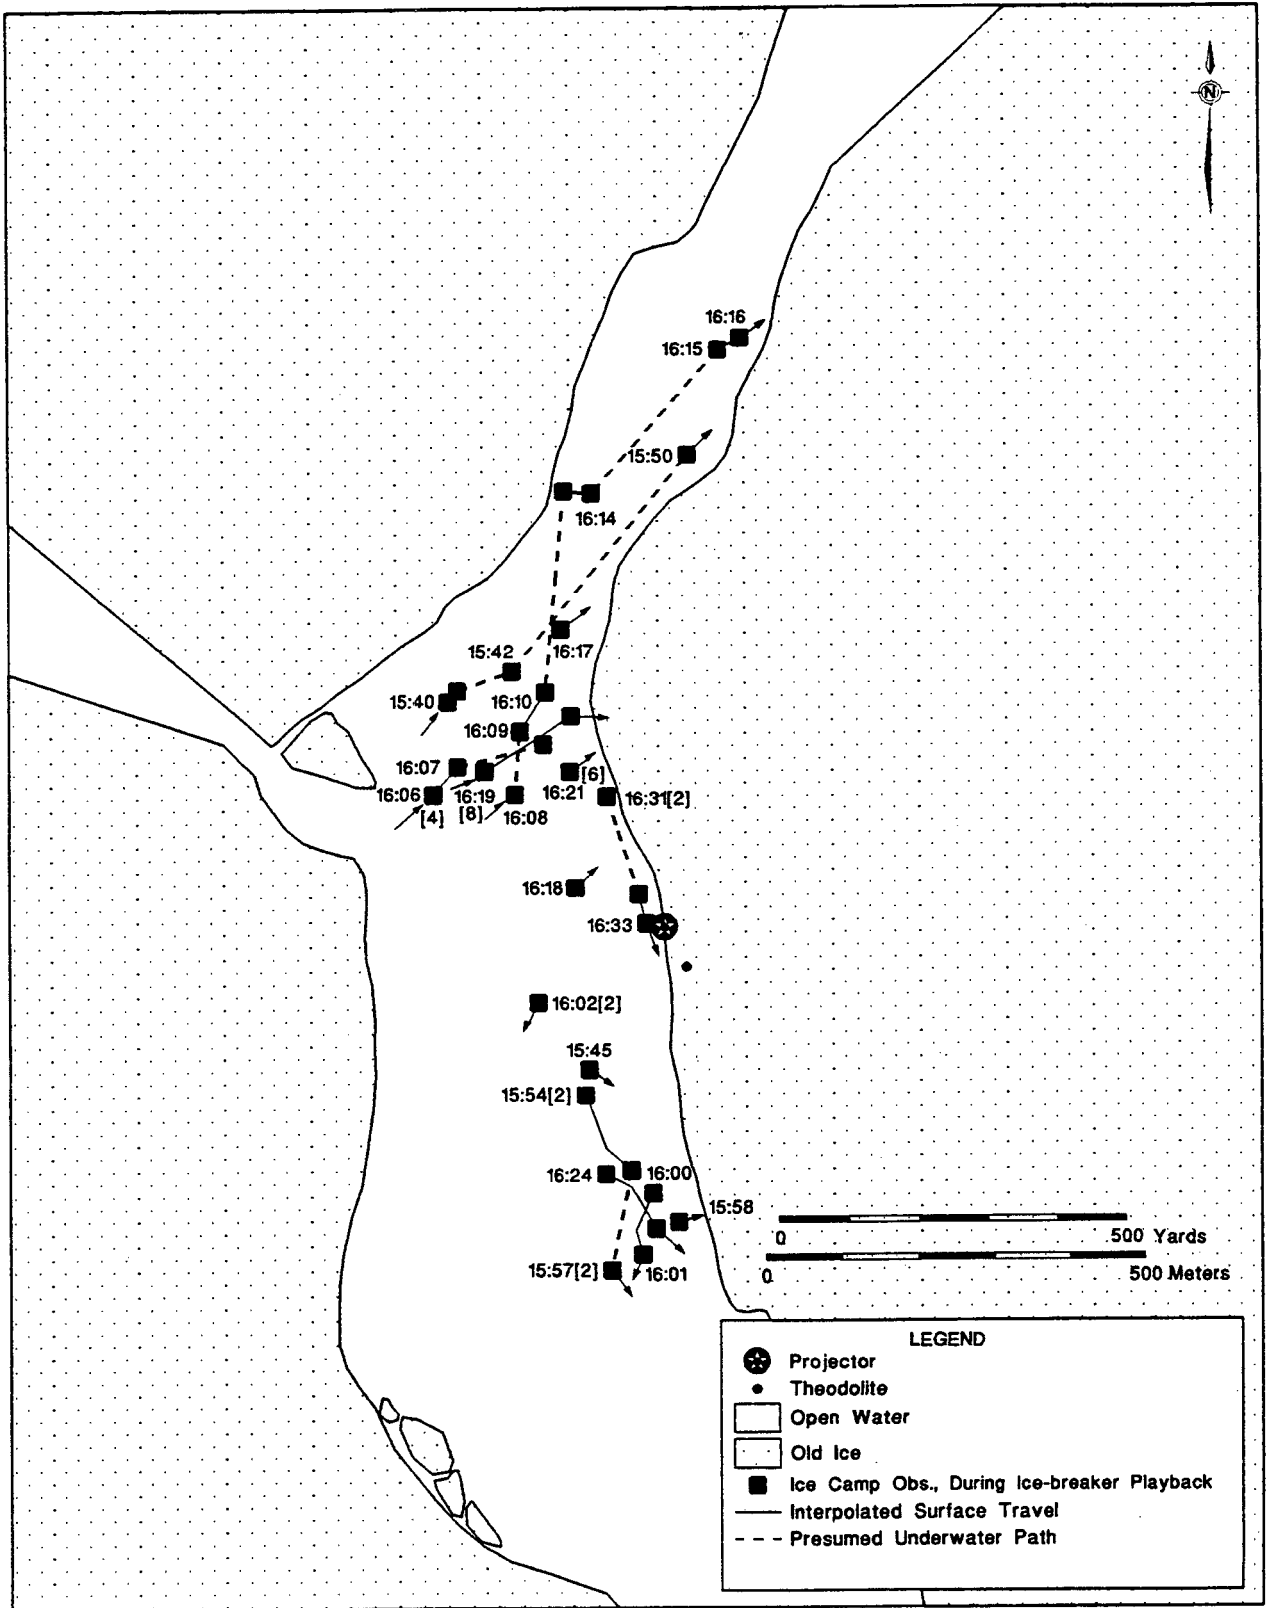 N
16:16
16:15
15:50
16:14
16:17
15:42
15:40
16:10
16:09
16:07
[6]
16:06
16:19
16:21
16:31[2]
[4]
[8]
16:08
16:18
16:33
16:02[2]
15:45
15:54[2]
16:24
16:00
15:58
0 500 Yards
15:57[2]
16:01
0 500 Meters
LEGEND
Projector
Theodolite
Open Water
Old Ice
Ice Camp Obs., During Ice-breaker Playback
Interpolated Surface Travel
Presumed Underwater Path